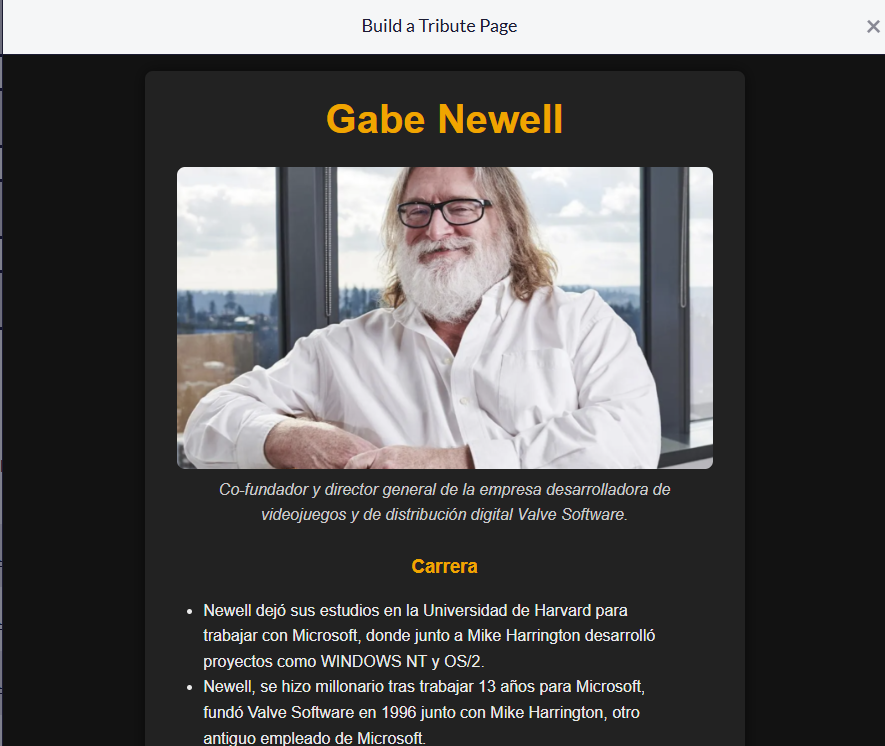 Build a Tribute Page
Gabe Newell
Co-fundador y director general de la empresa desarrolladora de
videojuegos y de distribución digital Valve Software.
Carrera
Newell dejó sus estudios en la Universidad de Harvard para
trabajar con Microsoft, donde junto a Mike Harrington desarrolló
proyectos como WINDOWS NT y OS/2.
Newell, se hizo millonario tras trabajar 13 años para Microsoft,
fundó Valve Software en 1996 junto con Mike Harrington, otro
antiguo empleado de Microsoft.